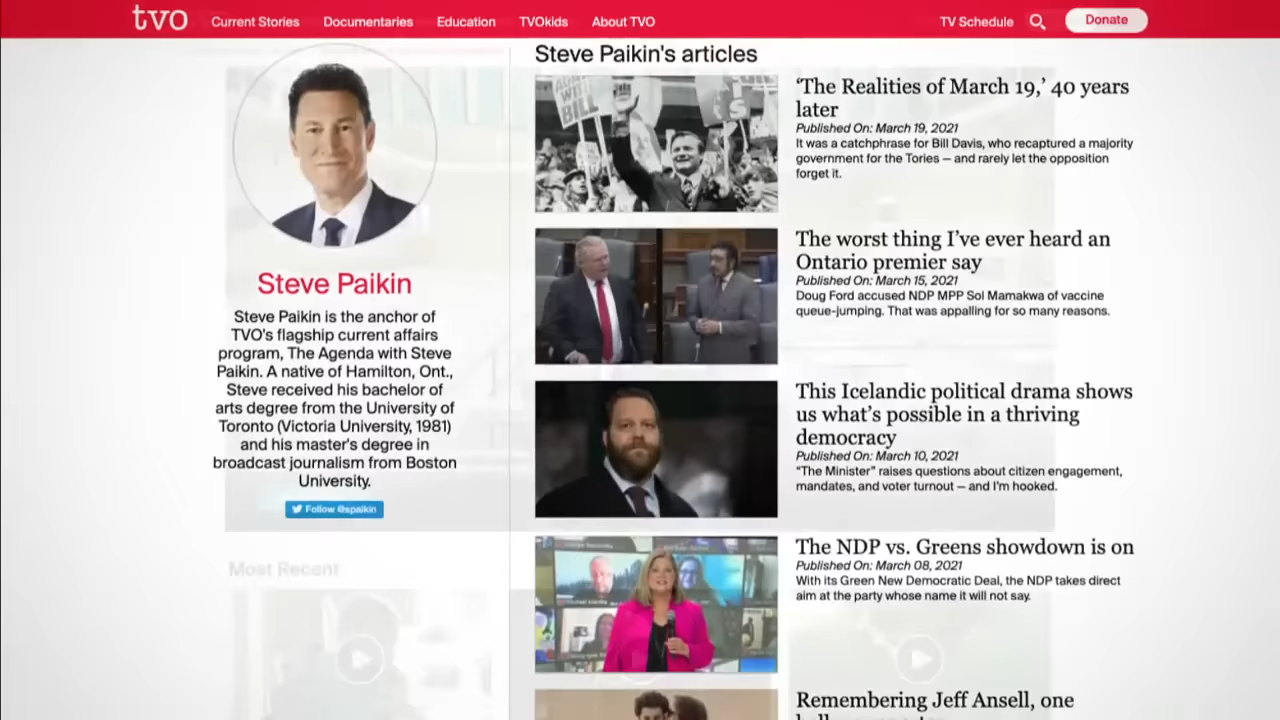 tvo
Current Stories Documentaries Education TVOkids About TVO TV Schedule Donate
Steve Paikin
Steve Paikin is the anchor of
TVO's flagship current affairs
program, The Agenda with Steve
Paikin. A native of Hamilton, Ont.,
Steve received his bachelor of
arts degree from the University of
Toronto (Victoria University, 1981)
and his master's degree in
broadcast journalism from Boston
University.
Follow @spaikin
Most Recent
Steve Paikin's articles
BILL
‘The Realities of March 19,’ 40 years
later
Published On: March 19, 2021
It was a catchphrase for Bill Davis, who recaptured a majority
government for the Tories — and rarely let the opposition
forget it.
The worst thing I’ve ever heard an
Ontario premier say
Published On: March 15, 2021
Doug Ford accused NDP MPP Sol Mamakwa of vaccine
queue-jumping. That was appalling for so many reasons.
This Icelandic political drama shows
us what’s possible in a thriving
democracy
Published On: March 10, 2021
“The Minister” raises questions about citizen engagement,
mandates, and voter turnout — and I’m hooked.
The NDP vs. Greens showdown is on
Published On: March 08, 2021
With its Green New Democratic Deal, the NDP takes direct
aim at the party whose name it will not say.
Remembering Jeff Ansell, one